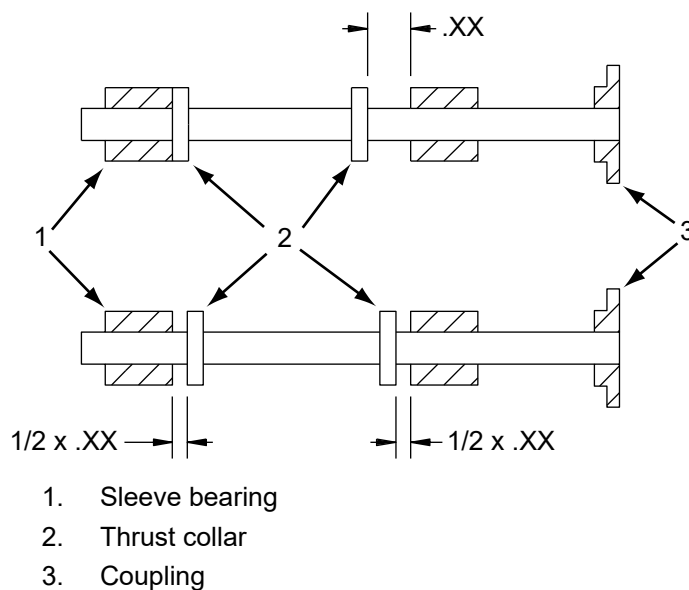 .XX
1
2
3
1/2 x .XX
1/2 x .XX
1. Sleeve bearing
2. Thrust collar
3. Coupling